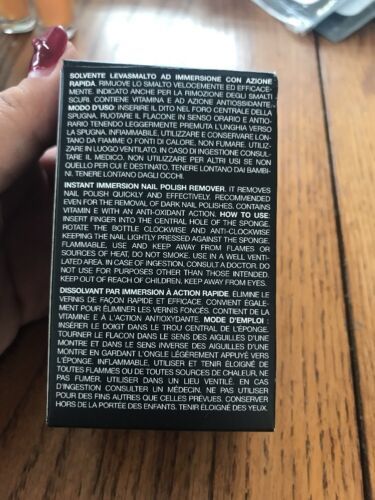 SOLVENTE LEVASMALTO AD IMMERSIONE CON AZIONE
RAPIDA. RIMUOVE LO SMALTO VELOCEMENTE ED EFFICACE-
MENTE. INDICATO ANCHE PER LA RIMOZIONE DEGLI SMALTI
SCURI. CONTIENE VITAMINA E AD AZIONE ANTIOSSIDANTE.
MODO D'USO: INSERIRE IL DITO NEL FORO CENTRALE DELLA
SPUGNA. RUOTARE IL FLACONE IN SENSO ORARIO E ANTIO-
RARIO TENENDO LEGGERMENTE PREMUTA L'UNGHIA VERSO
LA SPUGNA. INFIAMMABILE, UTILIZZARE E CONSERVARE LON-
TANO DA FIAMME O FONTI DI CALORE, NON FUMARE. UTILIZ-
ZARE IN LUOGO VENTILATO. IN CASO DI INGESTIONE CONSUL-
TARE IL MEDICO. NON UTILIZZARE PER ALTRI USI SE NON
QUELLI PER CUI È DESTINATO. TENERE LONTANO DAI BAMBI-
NI. TENERE LONTANO DAGLI OCCHI.
INSTANT IMMERSION NAIL POLISH REMOVER. IT REMOVES
NAIL POLISH QUICKLY AND EFFECTIVELY. RECOMMENDED
EVEN FOR THE REMOVAL OF DARK NAIL POLISHES. CONTAINS
VITAMIN E WITH AN ANTI-OXIDANT ACTION. HOW TO USE:
INSERT FINGER INTO THE CENTRAL HOLE OF THE SPONGE.
ROTATE THE BOTTLE CLOCKWISE AND ANTI-CLOCKWISE
KEEPING THE NAIL LIGHTLY PRESSED AGAINST THE SPONGE.
FLAMMABLE, USE AND KEEP AWAY FROM FLAMES OR
SOURCES OF HEAT, DO NOT SMOKE. USE IN A WELL VENTI-
LATED AREA. IN CASE OF INGESTION, CONSULT A DOCTOR. DO
NOT USE FOR PURPOSES OTHER THAN THOSE INTENDED.
KEEP OUT OF REACH OF CHILDREN, KEEP AWAY FROM EYES.
DISSOLVANT PAR IMMERSION À ACTION RAPIDE. ÉLIMINE LE
VERNIS DE FAÇON RAPIDE ET EFFICACE. CONVIENT ÉGALE-
MENT POUR ÉLIMINER LES VERNIS FONCÉS. CONTIENT DE LA
VITAMINE E À L'ACTION ANTIOXYDANTE. MODE D'EMPLOI :
INSÉRER LE DOIGT DANS LE TROU CENTRAL DE L'ÉPONGE.
TOURNER LE FLACON DANS LE SENS DES AIGUILLES D'UNE
MONTRE ET DANS LE SENS INVERSE DES AIGUILLES D'UNE
MONTRE EN GARDANT L'ONGLE LÉGÈREMENT APPUYÉ VERS
L'ÉPONGE. INFLAMMABLE, UTILISER ET TENIR ÉLOIGNÉ DE
TOUTES FLAMMES OU DE TOUTES SOURCES DE CHALEUR, NE
PAS FUMER. UTILISER DANS UN LIEU VENTILÉ. EN CAS
D'INGESTION CONSULTER UN MÉDECIN. NE PAS UTILISER
POUR DES FINS AUTRES QUE CELLES PRÉVUES. CONSERVER
HORS DE LA PORTÉE DES ENFANTS. TENIR ÉLOIGNÉ DES YEUX.